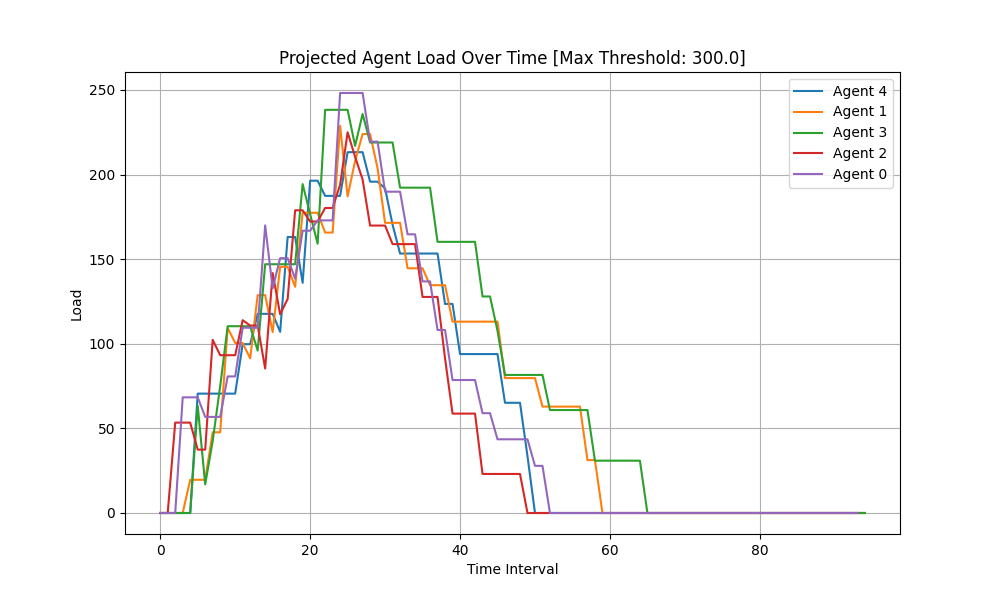 Projected Agent Load Over Time [Max Threshold: 300.0]
250
200
150
100
50
0
Load
Agent 4
Agent 1
Agent 3
Agent 2
Agent 0
0 20 40 60 80
Time Interval